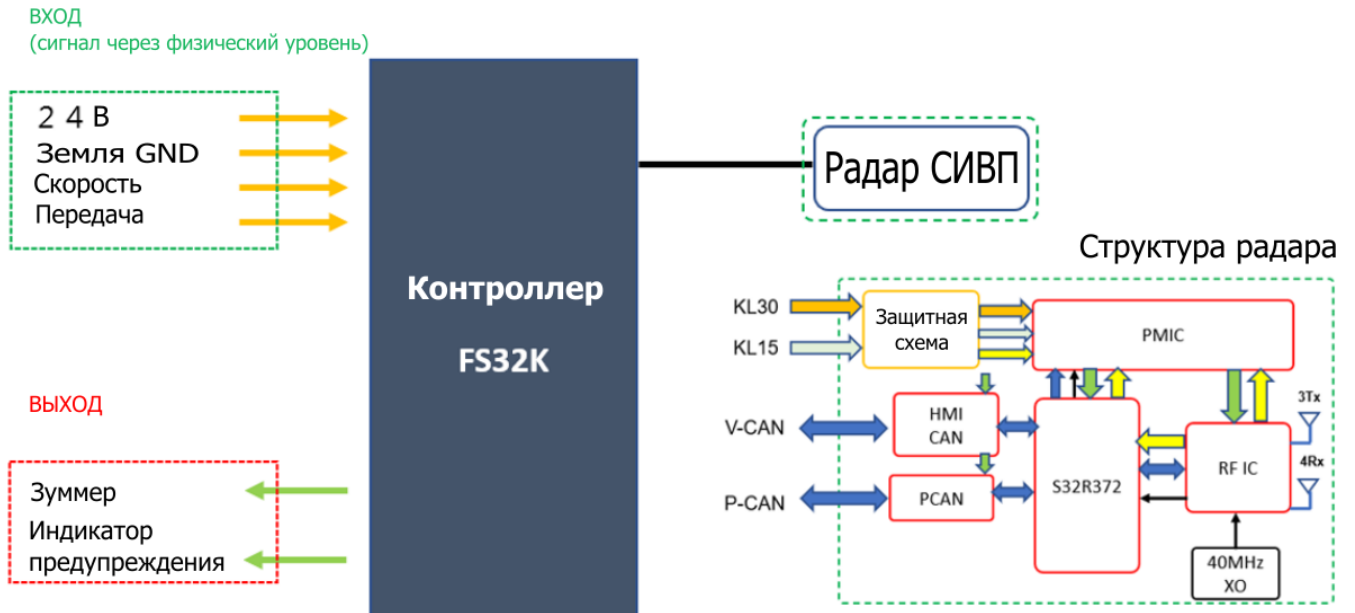 ВХОД
(сигнал через физический уровень)
2 4 В
Земля GND
Скорость
Передача
Контроллер
FS32K
Радар СИВП
ВЫХОД
Зуммер
Индикатор
предупреждения
Структура радара
KL30
KL15
Защитная
схема
PMIC
V-CAN
HMI
CAN
P-CAN
PCAN
S32R372
RF IC
3Tx
4Rx
40MHz
XO